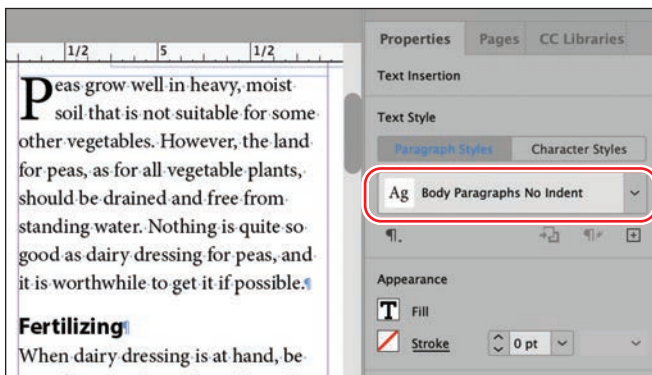 1/2 5 1/2
Peas grow well in heavy, moist
soil that is not suitable for some
other vegetables. However, the land
for peas, as for all vegetable plants,
should be drained and free from
standing water. Nothing is quite so
good as dairy dressing for peas, and
it is worthwhile to get it if possible.¶
Fertilizing¶
When dairy dressing is at hand, be
Properties Pages CC Libraries
Text Insertion
Text Style
Paragraph Styles Character Styles
Ag Body Paragraphs No Indent
Appearance
T Fill
Stroke 0 pt